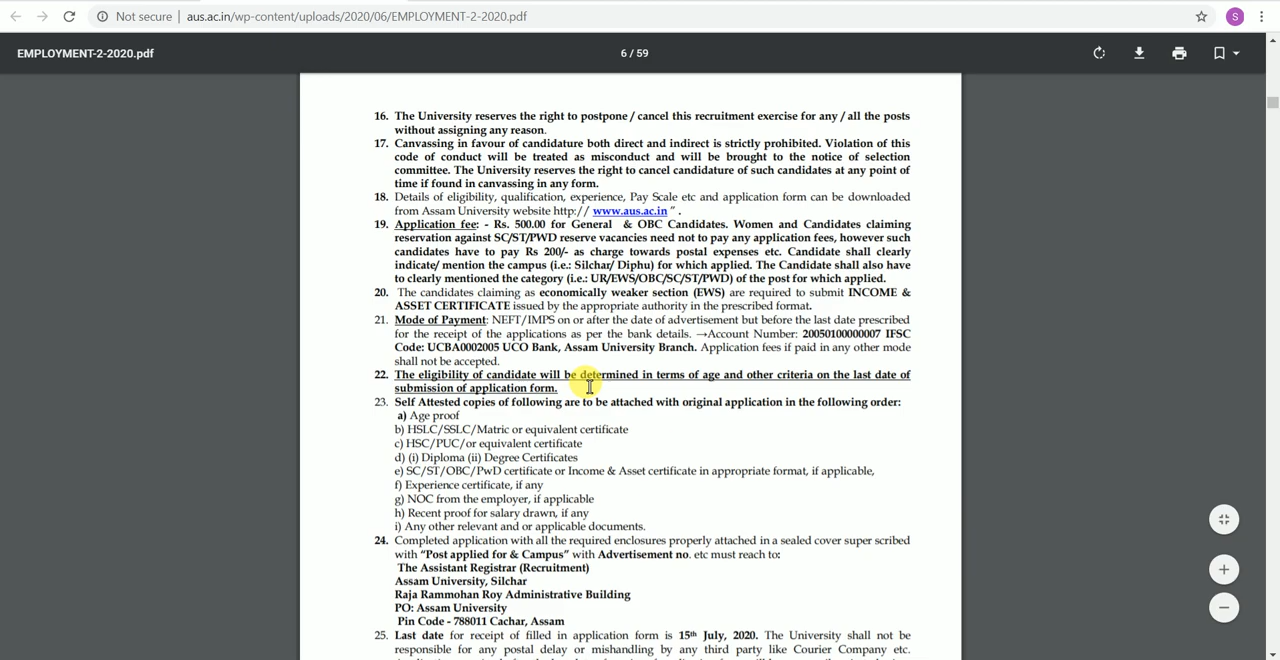 Not secure | aus.ac.in/wp-content/uploads/2020/06/EMPLOYMENT-2-2020.pdf
S
EMPLOYMENT-2-2020.pdf
6 / 59
16. The University reserves the right to postpone / cancel this recruitment exercise for any / all the posts
without assigning any reason.
17. Canvassing in favour of candidature both direct and indirect is strictly prohibited. Violation of this
code of conduct will be treated as misconduct and will be brought to the notice of selection
committee. The University reserves the right to cancel candidature of such candidates at any point of
time if found in canvassing in any form.
18. Details of eligibility, qualification, experience, Pay Scale etc and application form can be downloaded
from Assam University website http:// www.aus.ac.in ” .
19. Application fee: - Rs. 500.00 for General & OBC Candidates. Women and Candidates claiming
reservation against SC/ST/PWD reserve vacancies need not to pay any application fees, however such
candidates have to pay Rs 200/- as charge towards postal expenses etc. Candidate shall clearly
indicate/ mention the campus (i.e.: Silchar/ Diphu) for which applied. The Candidate shall also have
to clearly mentioned the category (i.e.: UR/EWS/OBC/SC/ST/PWD) of the post for which applied.
20. The candidates claiming as economically weaker section (EWS) are required to submit INCOME &
ASSET CERTIFICATE issued by the appropriate authority in the prescribed format.
21. Mode of Payment: NEFT/IMPS on or after the date of advertisement but before the last date prescribed
for the receipt of the applications as per the bank details. →Account Number: 20050100000007 IFSC
Code: UCBA0002005 UCO Bank, Assam University Branch. Application fees if paid in any other mode
shall not be accepted.
22. The eligibility of candidate will be determined in terms of age and other criteria on the last date of
submission of application form.
23. Self Attested copies of following are to be attached with original application in the following order:
a) Age proof
b) HSLC/SSLC/Matric or equivalent certificate
c) HSC/PUC/or equivalent certificate
d) (i) Diploma (ii) Degree Certificates
e) SC/ST/OBC/PwD certificate or Income & Asset certificate in appropriate format, if applicable,
f) Experience certificate, if any
g) NOC from the employer, if applicable
h) Recent proof for salary drawn, if any
i) Any other relevant and or applicable documents.
24. Completed application with all the required enclosures properly attached in a sealed cover super scribed
with “Post applied for & Campus” with Advertisement no. etc must reach to:
The Assistant Registrar (Recruitment)
Assam University, Silchar
Raja Rammohan Roy Administrative Building
PO: Assam University
Pin Code - 788011 Cachar, Assam
25. Last date for receipt of filled in application form is 15th July, 2020. The University shall not be
responsible for any postal delay or mishandling by any third party like Courier Company etc.